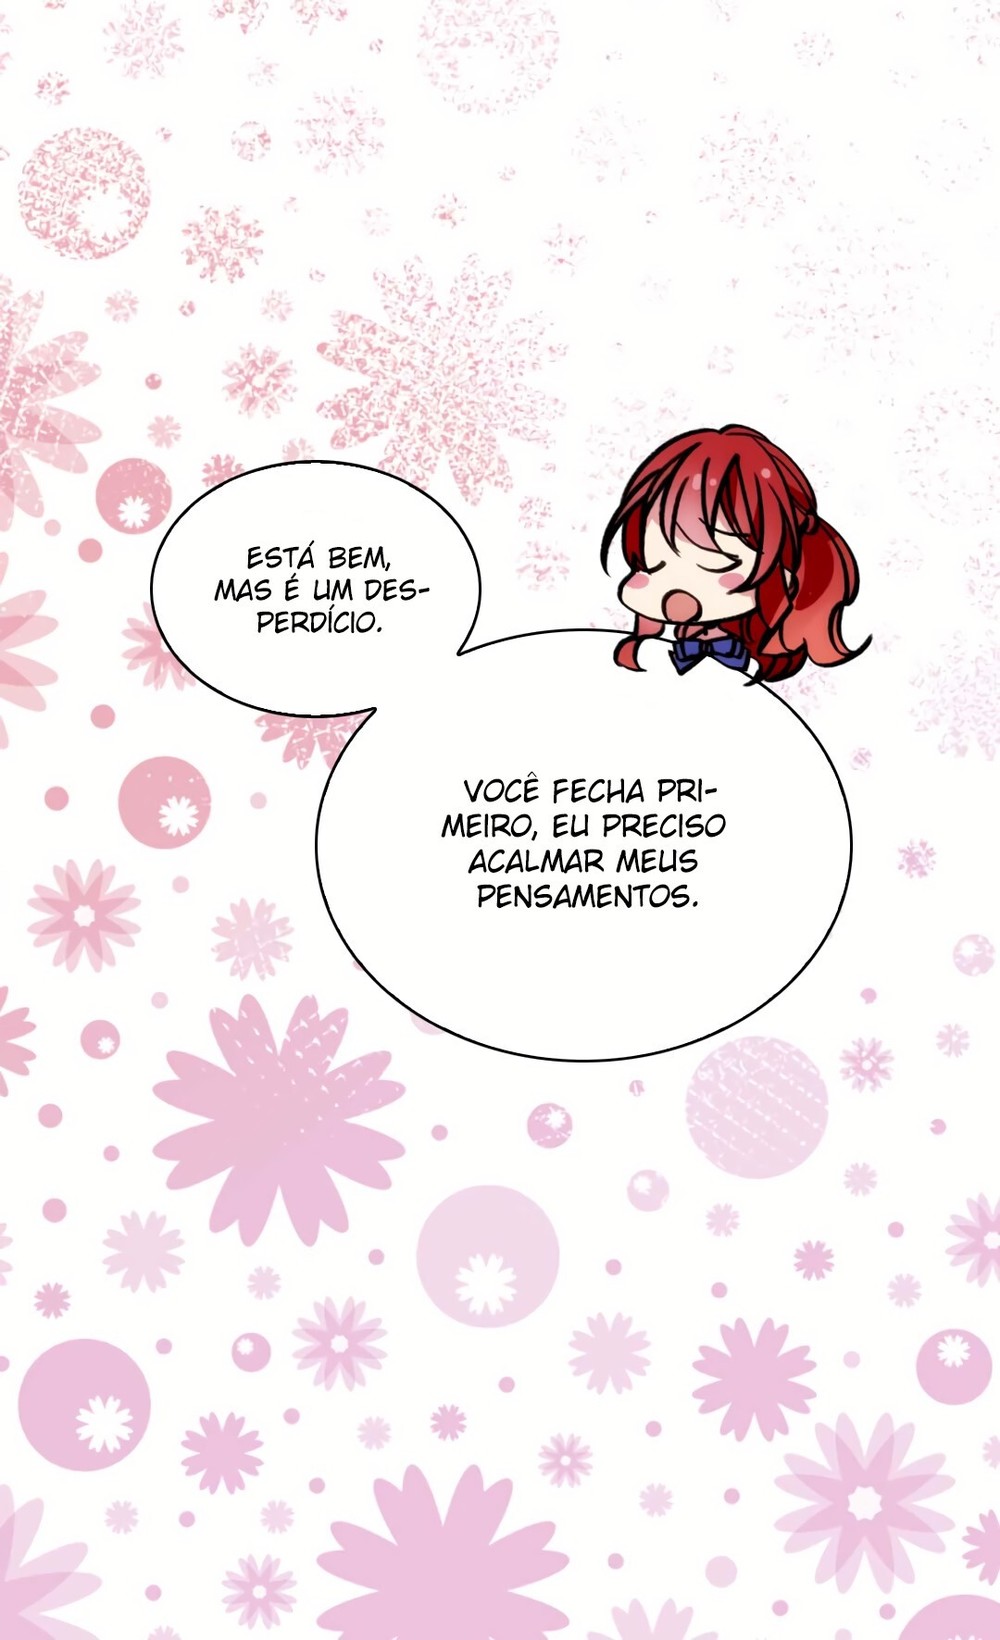 ESTÁ BEM,
MAS É UM DES-
PERDÍCIO.
VOCÊ FECHA PRI-
MEIRO, EU PRECISO
ACALMAR MEUS
PENSAMENTOS.